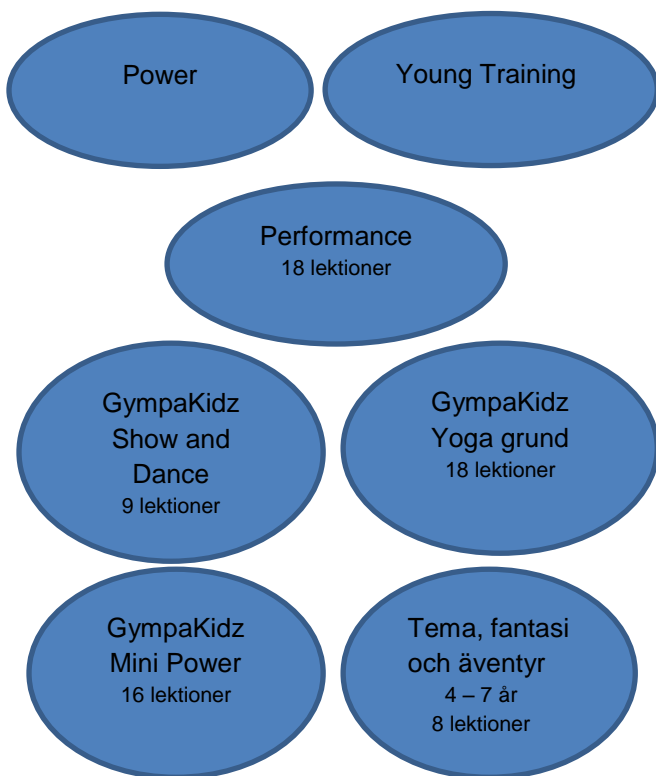 Power
Young Training
Performance
18 lektioner
GympaKidz
Show and
Dance
9 lektioner
GympaKidz
Yoga grund
18 lektioner
GympaKidz
Mini Power
16 lektioner
Tema, fantasi
och äventyr
4 – 7 år
8 lektioner